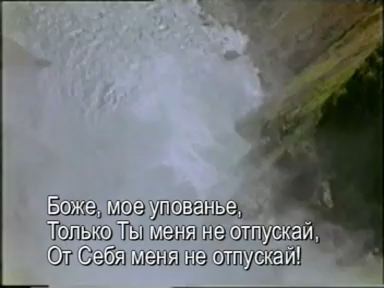 Боже, мое упованье,
Только Ты меня не отпускай,
От Себя меня не отпускай!